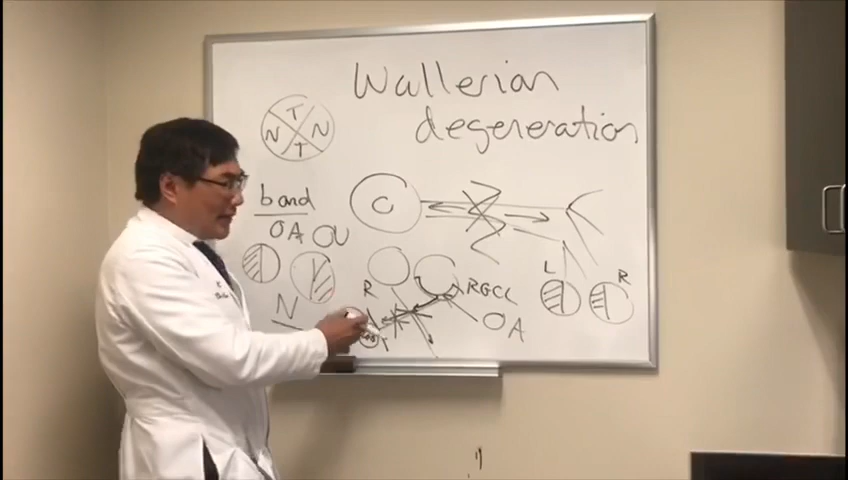 Wallerian
degeneration
T
N N
T
band
OA OU
C
L R
R
RGCL
OA
N